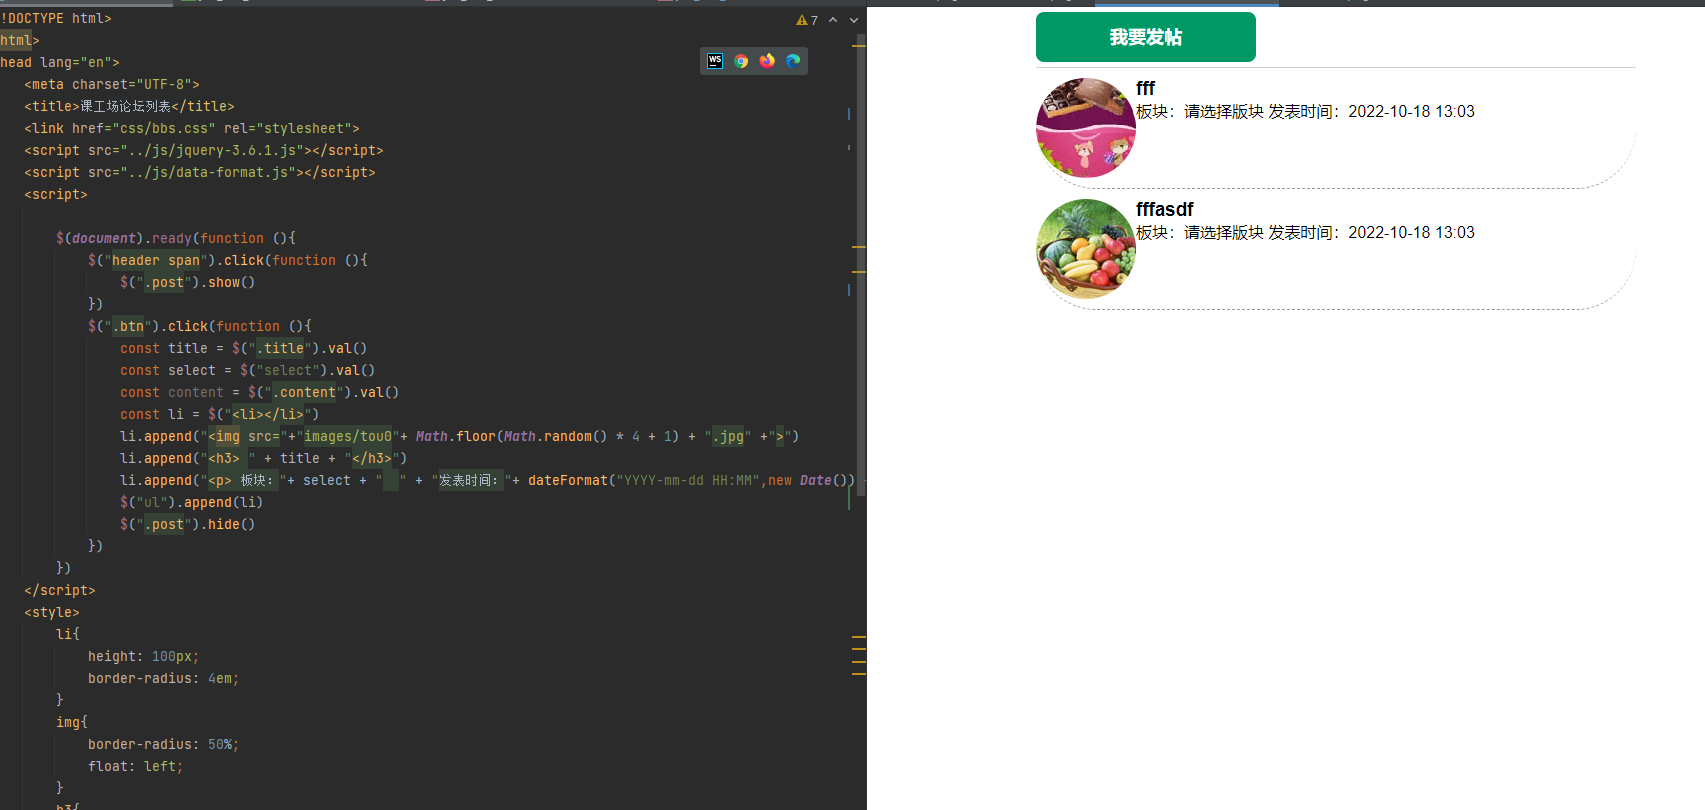 !DOCTYPE html>
html>
head lang="en">
<meta charset="UTF-8">
<title>课工场论坛列表</title>
<link href="css/bbs.css" rel="stylesheet">
<script src="../js/jquery-3.6.1.js"></script>
<script src="../js/data-format.js"></script>
<script>
$(document).ready(function (){
$("header span").click(function (){
$(".post").show()
})
$(".btn").click(function (){
const title = $(".title").val()
const select = $("select").val()
const content = $(".content").val()
const li = $("<li></li>")
li.append("<img src="+"images/tou0"+ Math.floor(Math.random() * 4 + 1) + ".jpg" +">")
li.append("<h3> " + title + "</h3>")
li.append("<p> 板块："+ select + "  " + "发表时间："+ dateFormat("YYYY-mm-dd HH:MM",new Date())
$("ul").append(li)
$(".post").hide()
})
})
</script>
<style>
li{
height: 100px;
border-radius: 4em;
}
img{
border-radius: 50%;
float: left;
}
h3{
7
WS
我要发帖
fff
板块：请选择版块 发表时间：2022-10-18 13:03
fffasdf
板块：请选择版块 发表时间：2022-10-18 13:03